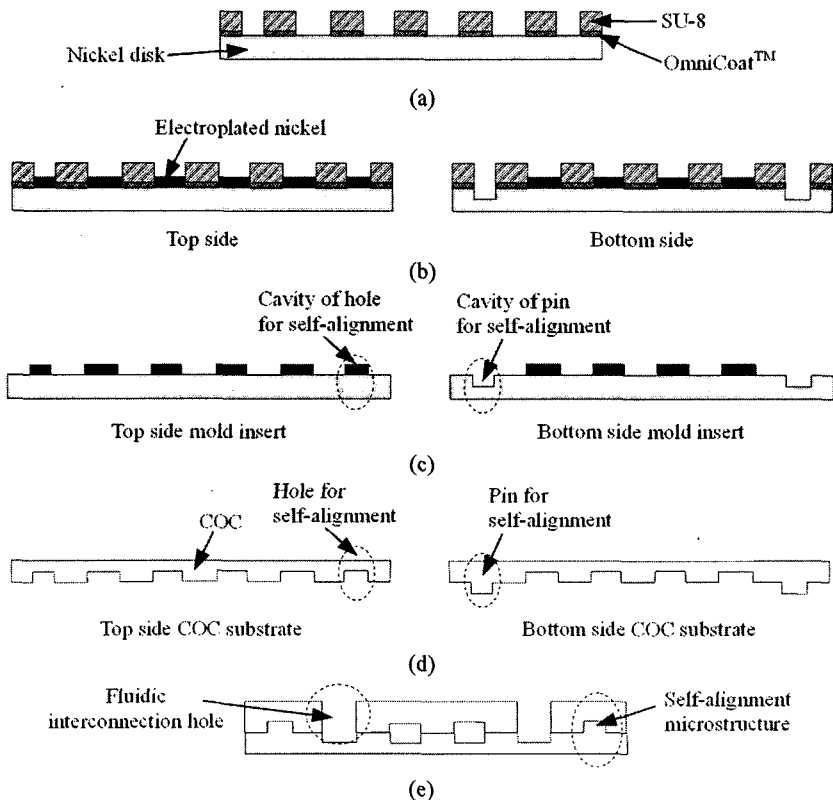 SU-8
Nickel disk
OmniCoat™
(a)
Electroplated nickel
Top side
Bottom side
(b)
Cavity of hole
for self-alignment
Cavity of pin
for self-alignment
Top side mold insert
Bottom side mold insert
(c)
Hole for
self-alignment
COC
Pin for
self-alignment
Top side COC substrate
Bottom side COC substrate
(d)
Fluidic
interconnection hole
Self-alignment
microstructure
(e)